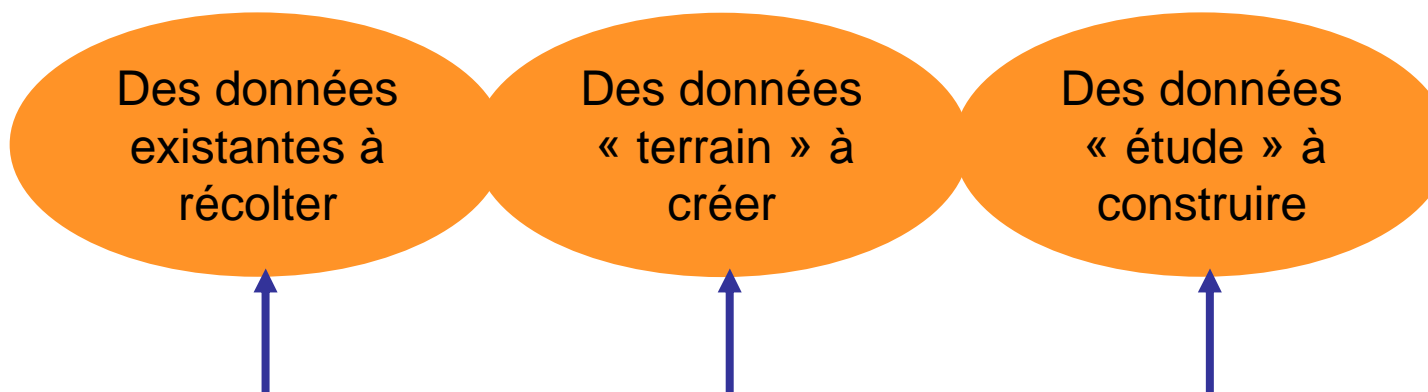 Des données
existantes à
récolter
Des données
« terrain » à
créer
Des données
« étude » à
construire